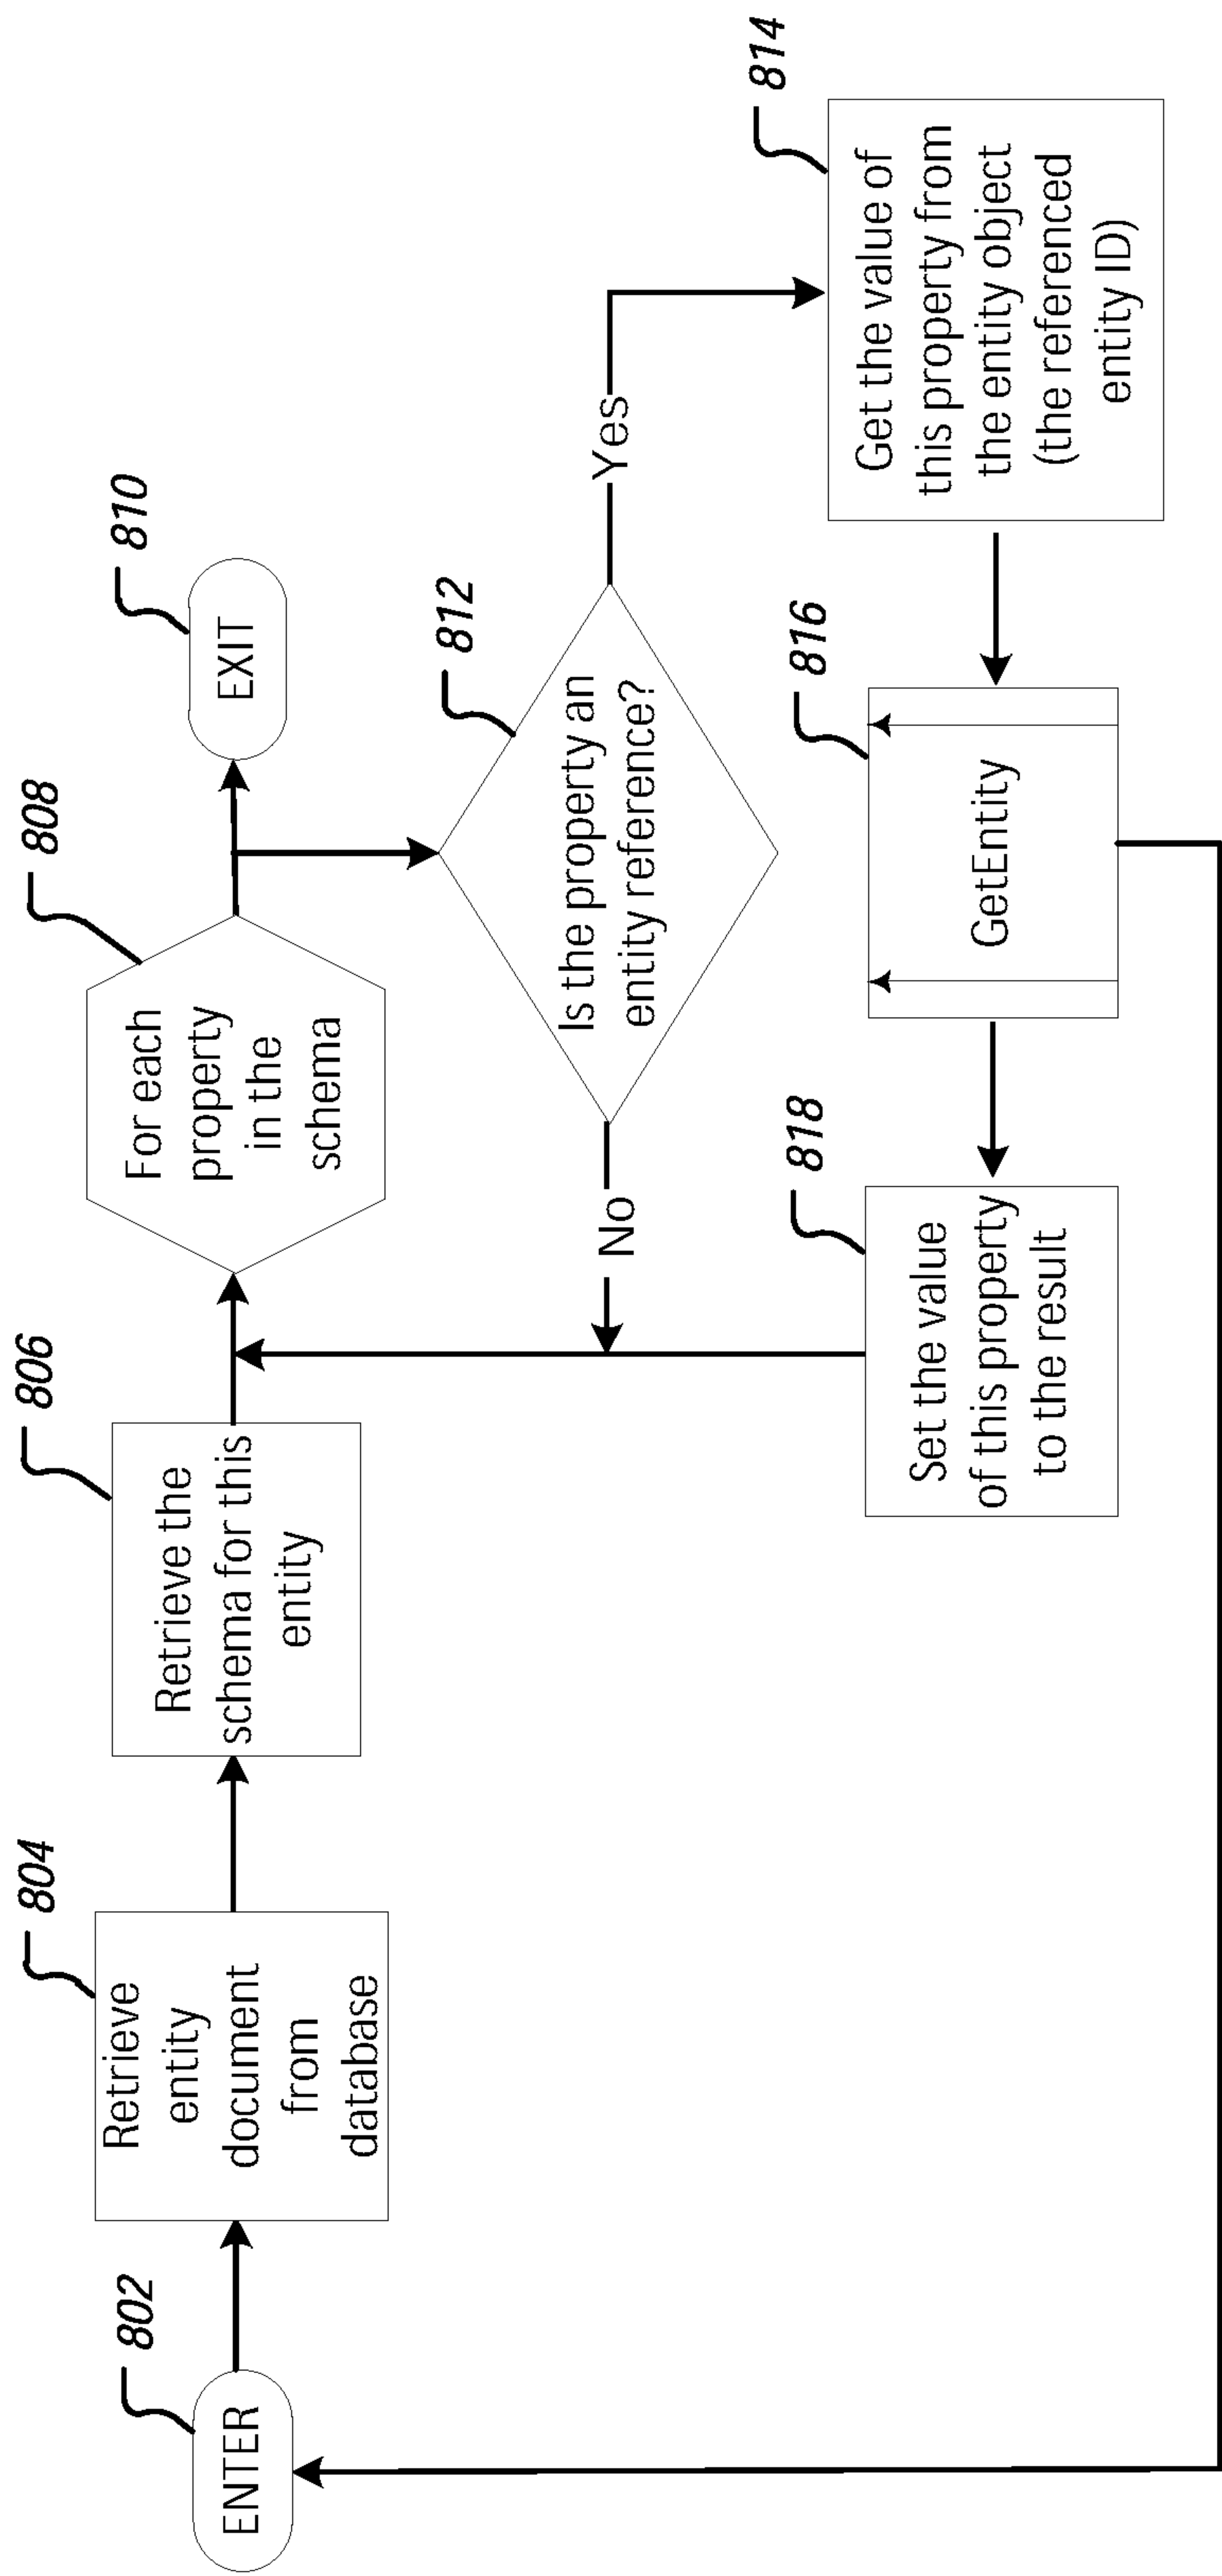 802
ENTER
804
Retrieve
entity
document
from
database
806
Retrieve the
schema for this
entity
808
For each
property
in the
schema
810
EXIT
812
Is the property an
entity reference?
No
Yes
814
Get the value of
this property from
the entity object
(the referenced
entity ID)
816
GetEntity
818
Set the value
of this property
to the result